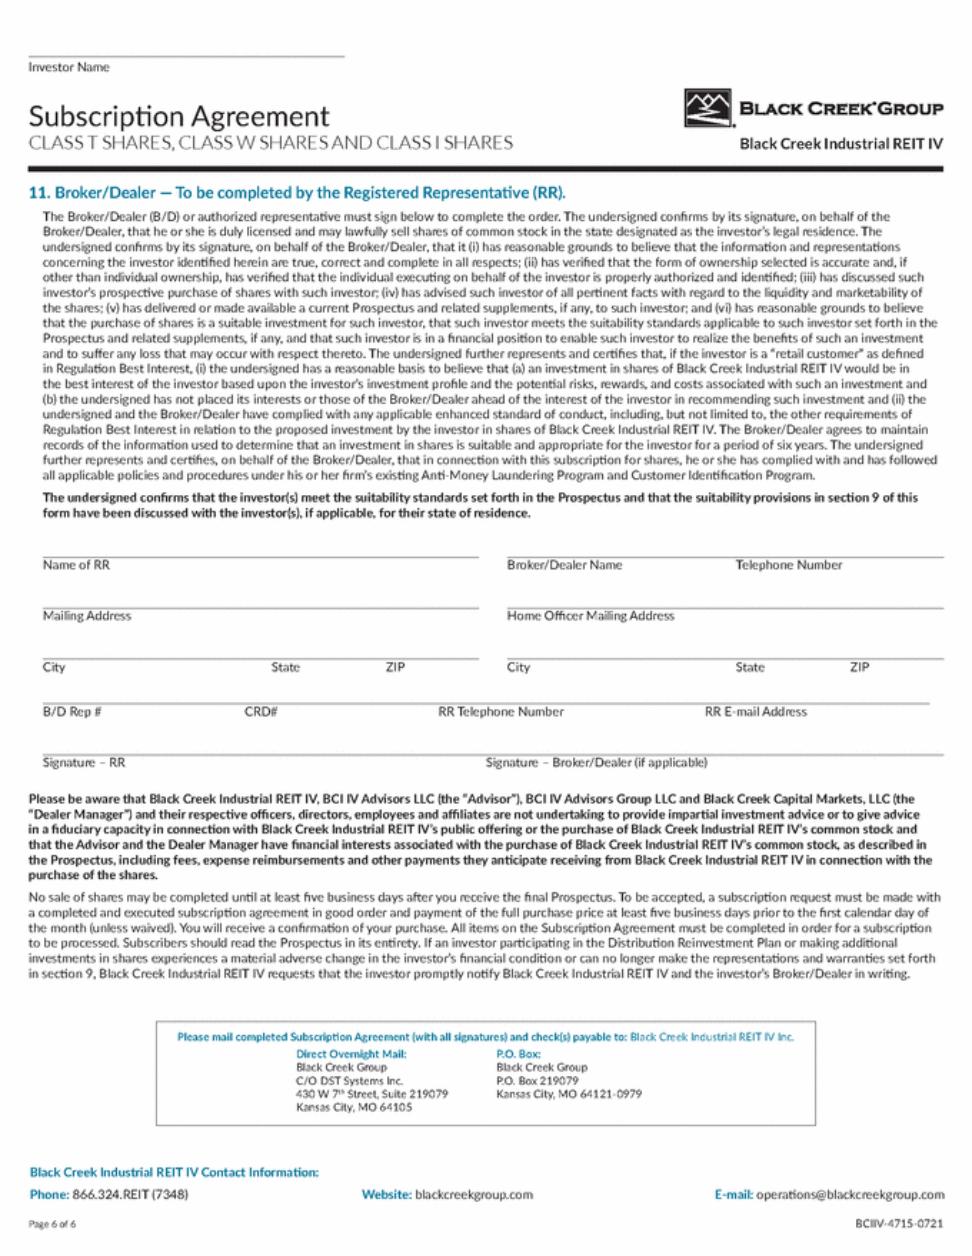 Investor Name
Subscription Agreement
CLASS T SHARES, CLASS W SHARES AND CLASS I SHARES
BLACK CREEK GROUP
Black Creek Industrial REIT IV
11. Broker/Dealer — To be completed by the Registered Representative (RR).
The Broker/Dealer (B/D) or authorized representative must sign below to complete the order. The undersigned confirms by its signature, on behalf of the
Broker/Dealer, that he or she is duly licensed and may lawfully sell shares of common stock in the state designated as the investor's legal residence. The
undersigned confirms by its signature, on behalf of the Broker/Dealer, that it (i) has reasonable grounds to believe that the information and representations
concerning the investor identified herein are true, correct and complete in all respects; (ii) has verified that the form of ownership selected is accurate and, if
other than individual ownership, has verified that the individual executing on behalf of the investor is properly authorized and identified; (iii) has discussed such
investor's prospective purchase of shares with such investor; (iv) has advised such investor of all pertinent facts with regard to the liquidity and marketability of
the shares; (v) has delivered or made available a current Prospectus and related supplements, if any, to such investor; and (vi) has reasonable grounds to believe
that the purchase of shares is a suitable investment for such investor, that such investor meets the suitability standards applicable to such investor set forth in the
Prospectus and related supplements, if any, and that such investor is in a financial position to enable such investor to realize the benefits of such an investment
and to suffer any loss that may occur with respect thereto. The undersigned further represents and certifies that, if the investor is a "retail customer" as defined
in Regulation Best Interest, (i) the undersigned has a reasonable basis to believe that (a) an investment in shares of Black Creek Industrial REIT IV would be in
the best interest of the investor based upon the investor's investment profile and the potential risks, rewards, and costs associated with such an investment and
(b) the undersigned has not placed its interests or those of the Broker/Dealer ahead of the interest of the investor in recommending such investment and (ii) the
undersigned and the Broker/Dealer have complied with any applicable enhanced standard of conduct, including, but not limited to, the other requirements of
Regulation Best Interest in relation to the proposed investment by the investor in shares of Black Creek Industrial REIT IV. The Broker/Dealer agrees to maintain
records of the information used to determine that an investment in shares is suitable and appropriate for the investor for a period of six years. The undersigned
further represents and certifies, on behalf of the Broker/Dealer, that in connection with this subscription for shares, he or she has complied with and has followed
all applicable policies and procedures under his or her firm's existing Anti-Money Laundering Program and Customer Identification Program.
The undersigned confirms that the investor(s) meet the suitability standards set forth in the Prospectus and that the suitability provisions in section 9 of this
form have been discussed with the investor(s), if applicable, for their state of residence.
Name of RR Broker/Dealer Name Telephone Number
Mailing Address Home Officer Mailing Address
City State ZIP City State ZIP
B/D Rep # CRD# RR Telephone Number RR E-mail Address
Signature – RR Signature – Broker/Dealer (if applicable)
Please be aware that Black Creek Industrial REIT IV, BCI IV Advisors LLC (the "Advisor"), BCI IV Advisors Group LLC and Black Creek Capital Markets, LLC (the
"Dealer Manager") and their respective officers, directors, employees and affiliates are not undertaking to provide impartial investment advice or to give advice
in a fiduciary capacity in connection with Black Creek Industrial REIT IV's public offering or the purchase of Black Creek Industrial REIT IV's common stock and
that the Advisor and the Dealer Manager have financial interests associated with the purchase of Black Creek Industrial REIT IV's common stock, as described in
the Prospectus, including fees, expense reimbursements and other payments they anticipate receiving from Black Creek Industrial REIT IV in connection with the
purchase of the shares.
No sale of shares may be completed until at least five business days after you receive the final Prospectus. To be accepted, a subscription request must be made with
a completed and executed subscription agreement in good order and payment of the full purchase price at least five business days prior to the first calendar day of
the month (unless waived). You will receive a confirmation of your purchase. All items on the Subscription Agreement must be completed in order for a subscription
to be processed. Subscribers should read the Prospectus in its entirety. If an investor participating in the Distribution Reinvestment Plan or making additional
investments in shares experiences a material adverse change in the investor's financial condition or can no longer make the representations and warranties set forth
in section 9, Black Creek Industrial REIT IV requests that the investor promptly notify Black Creek Industrial REIT IV and the investor's Broker/Dealer in writing.
Please mail completed Subscription Agreement (with all signatures) and check(s) payable to: Black Creek Industrial REIT IV Inc.
Direct Overnight Mail:
Black Creek Group
C/O DST Systems Inc.
430 W 7th Street, Suite 219079
Kansas City, MO 64105
P.O. Box:
Black Creek Group
P.O. Box 219079
Kansas City, MO 64121-0979
Black Creek Industrial REIT IV Contact Information:
Phone: 866.324.REIT (7348) Website: blackcreekgroup.com E-mail: operations@blackcreekgroup.com
Page 6 of 6 BCIIV-4715-0721